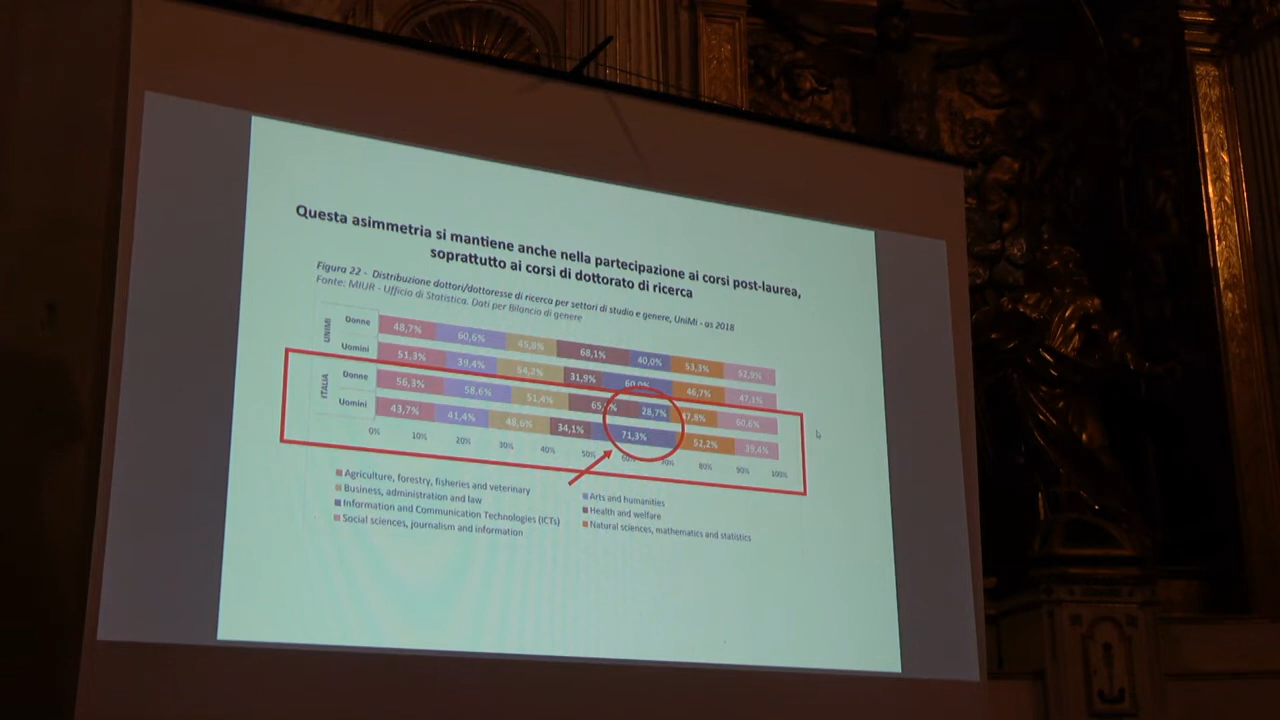 Questa asimmetria si mantiene anche nella partecipazione ai corsi post-laurea,
soprattutto ai corsi di dottorato di ricerca
Figura 22 - Distribuzione dottori/dottoresse di ricerca per settori di studio e genere, UniMi - as 2018
Fonte: MIUR - Ufficio di Statistica. Dati per Bilancio di genere
UNIMI
Donne 48,7% 60,6% 45,8% 68,1% 40,0% 53,3% 52,9%
Uomini 51,3% 39,4% 54,2% 31,9% 60,0% 46,7% 47,1%
ITALIA
Donne 56,3% 58,6% 51,4% 28,7% 47,8% 60,6%
Uomini 43,7% 41,4% 48,6% 34,1% 71,3% 52,2% 39,4%
0% 10% 20% 30% 40% 50% 60% 70% 80% 90% 100%
Agriculture, forestry, fisheries and veterinary
Arts and humanities
Business, administration and law
Health and welfare
Information and Communication Technologies (ICTs)
Natural sciences, mathematics and statistics
Social sciences, journalism and information